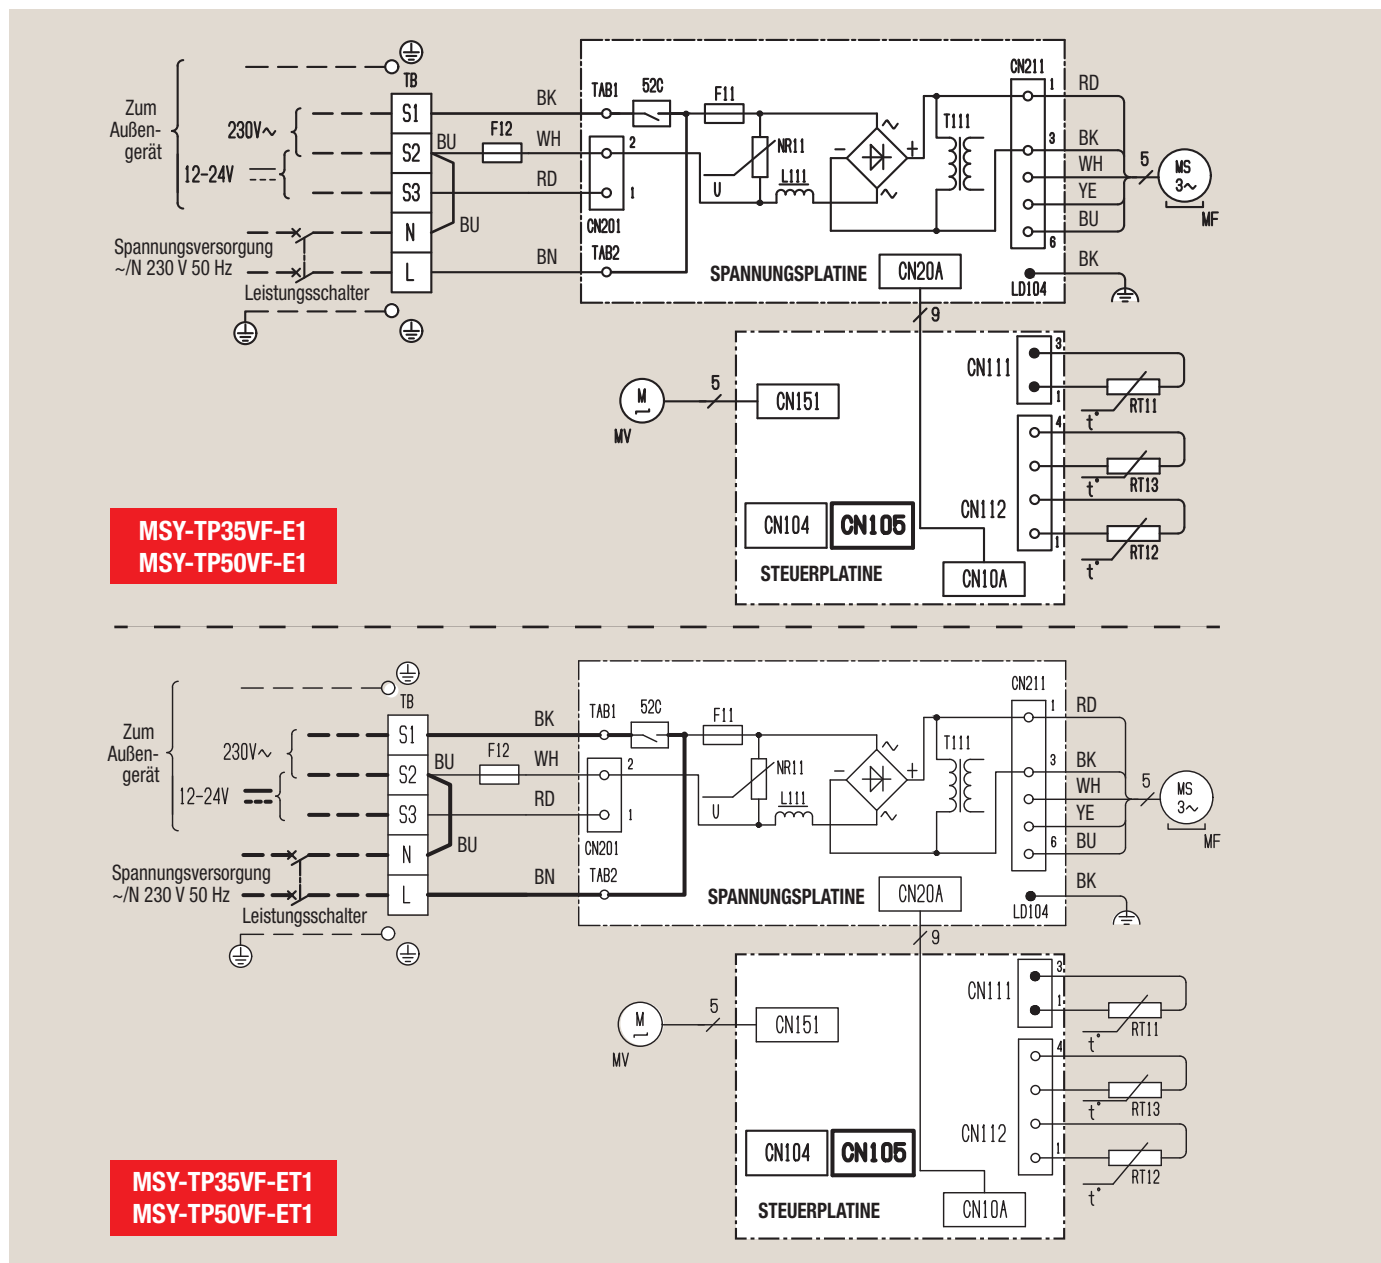 CN211
TB
TAB1
52C
F11
1
RD
Zum
Außen-
gerät
230V~
S1
BK
T111
BU
F12
WH
2
NR11
~
3
BK
12–24V
S2
–
+
WH
5
MS
3~
RD
L111
S3
1
U
~
YE
MF
Spannungsversorgung
~/N 230 V 50 Hz
N
BU
CN201
BU
6
TAB2
BN
L
SPANNUNGSPLATINE
CN20A
BK
LD104
Leistungsschalter
9
3
CN111
5
M
CN151
1
RT11
t°
MV
4
RT13
t°
CN112
MSY-TP35VF-E1
MSY-TP50VF-E1
CN104
CN105
1
RT12
t°
STEUERPLATINE
CN10A
CN211
TB
TAB1
52C
F11
1
RD
Zum
Außen-
gerät
230V~
S1
BK
T111
BU
F12
WH
2
NR11
~
3
BK
12–24V
S2
–
+
WH
5
MS
3~
RD
L111
S3
1
U
~
YE
MF
Spannungsversorgung
~/N 230 V 50 Hz
N
BU
CN201
6
BU
TAB2
BN
L
SPANNUNGSPLATINE
CN20A
BK
LD104
Leistungsschalter
9
3
CN111
5
M
CN151
1
RT11
t°
MV
4
RT13
t°
CN112
MSY-TP35VF-ET1
MSY-TP50VF-ET1
CN104
CN105
1
RT12
t°
STEUERPLATINE
CN10A